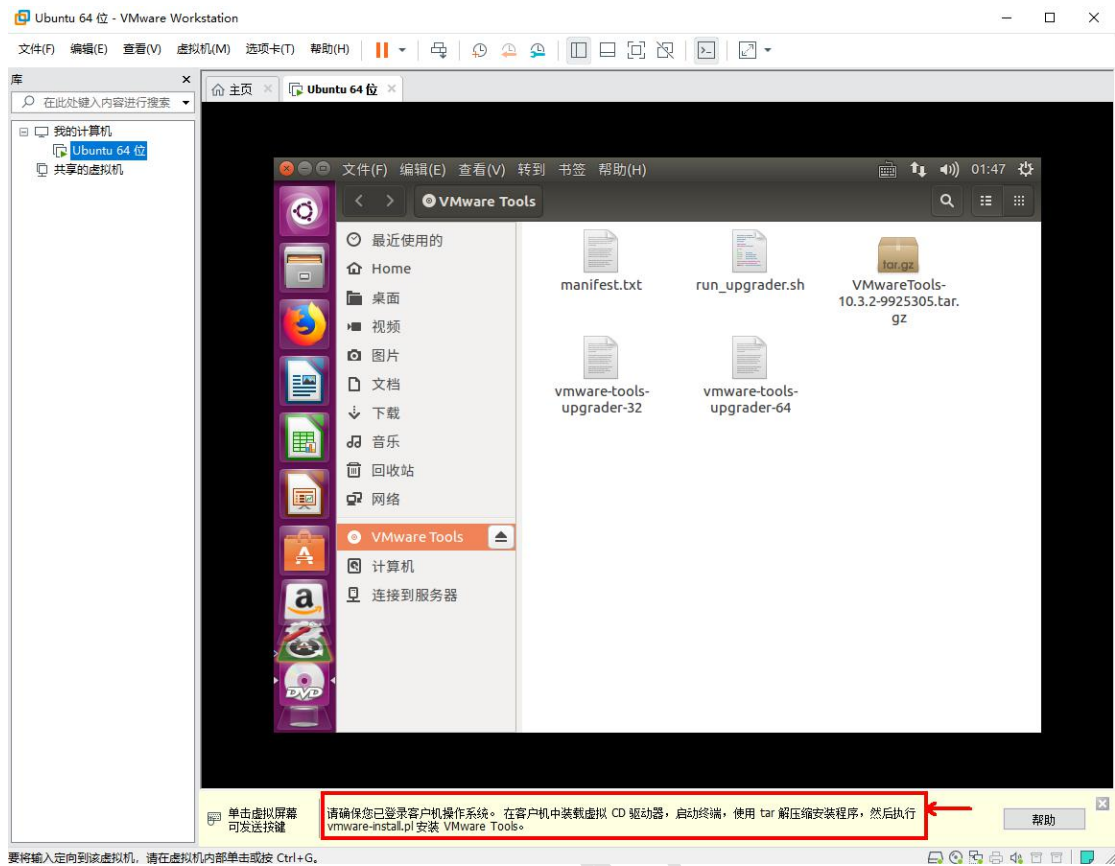 Ubuntu 64 位 - VMware Workstation
文件(F) 编辑(E) 查看(V) 虚拟机(M) 选项卡(T) 帮助(H)
库
在此处键入内容进行搜索
我的计算机
Ubuntu 64 位
共享的虚拟机
主页
Ubuntu 64 位
文件(F) 编辑(E) 查看(V) 转到 书签 帮助(H)
01:47
VMware Tools
最近使用的
Home
桌面
视频
图片
文档
下载
音乐
回收站
网络
VMware Tools
计算机
连接到服务器
manifest.txt
run_upgrader.sh
tar.gz
VMwareTools-
10.3.2-9925305.tar.
gz
vmware-tools-
upgrader-32
vmware-tools-
upgrader-64
A
a
DVD
单击虚拟屏幕
可发送按键
请确保您已登录客户机操作系统。在客户机中装载虚拟 CD 驱动器，启动终端，使用 tar 解压缩安装程序，然后执行
vmware-install.pl 安装 VMware Tools。
帮助
要将输入定向到该虚拟机，请在虚拟机内部单击或按 Ctrl+G。